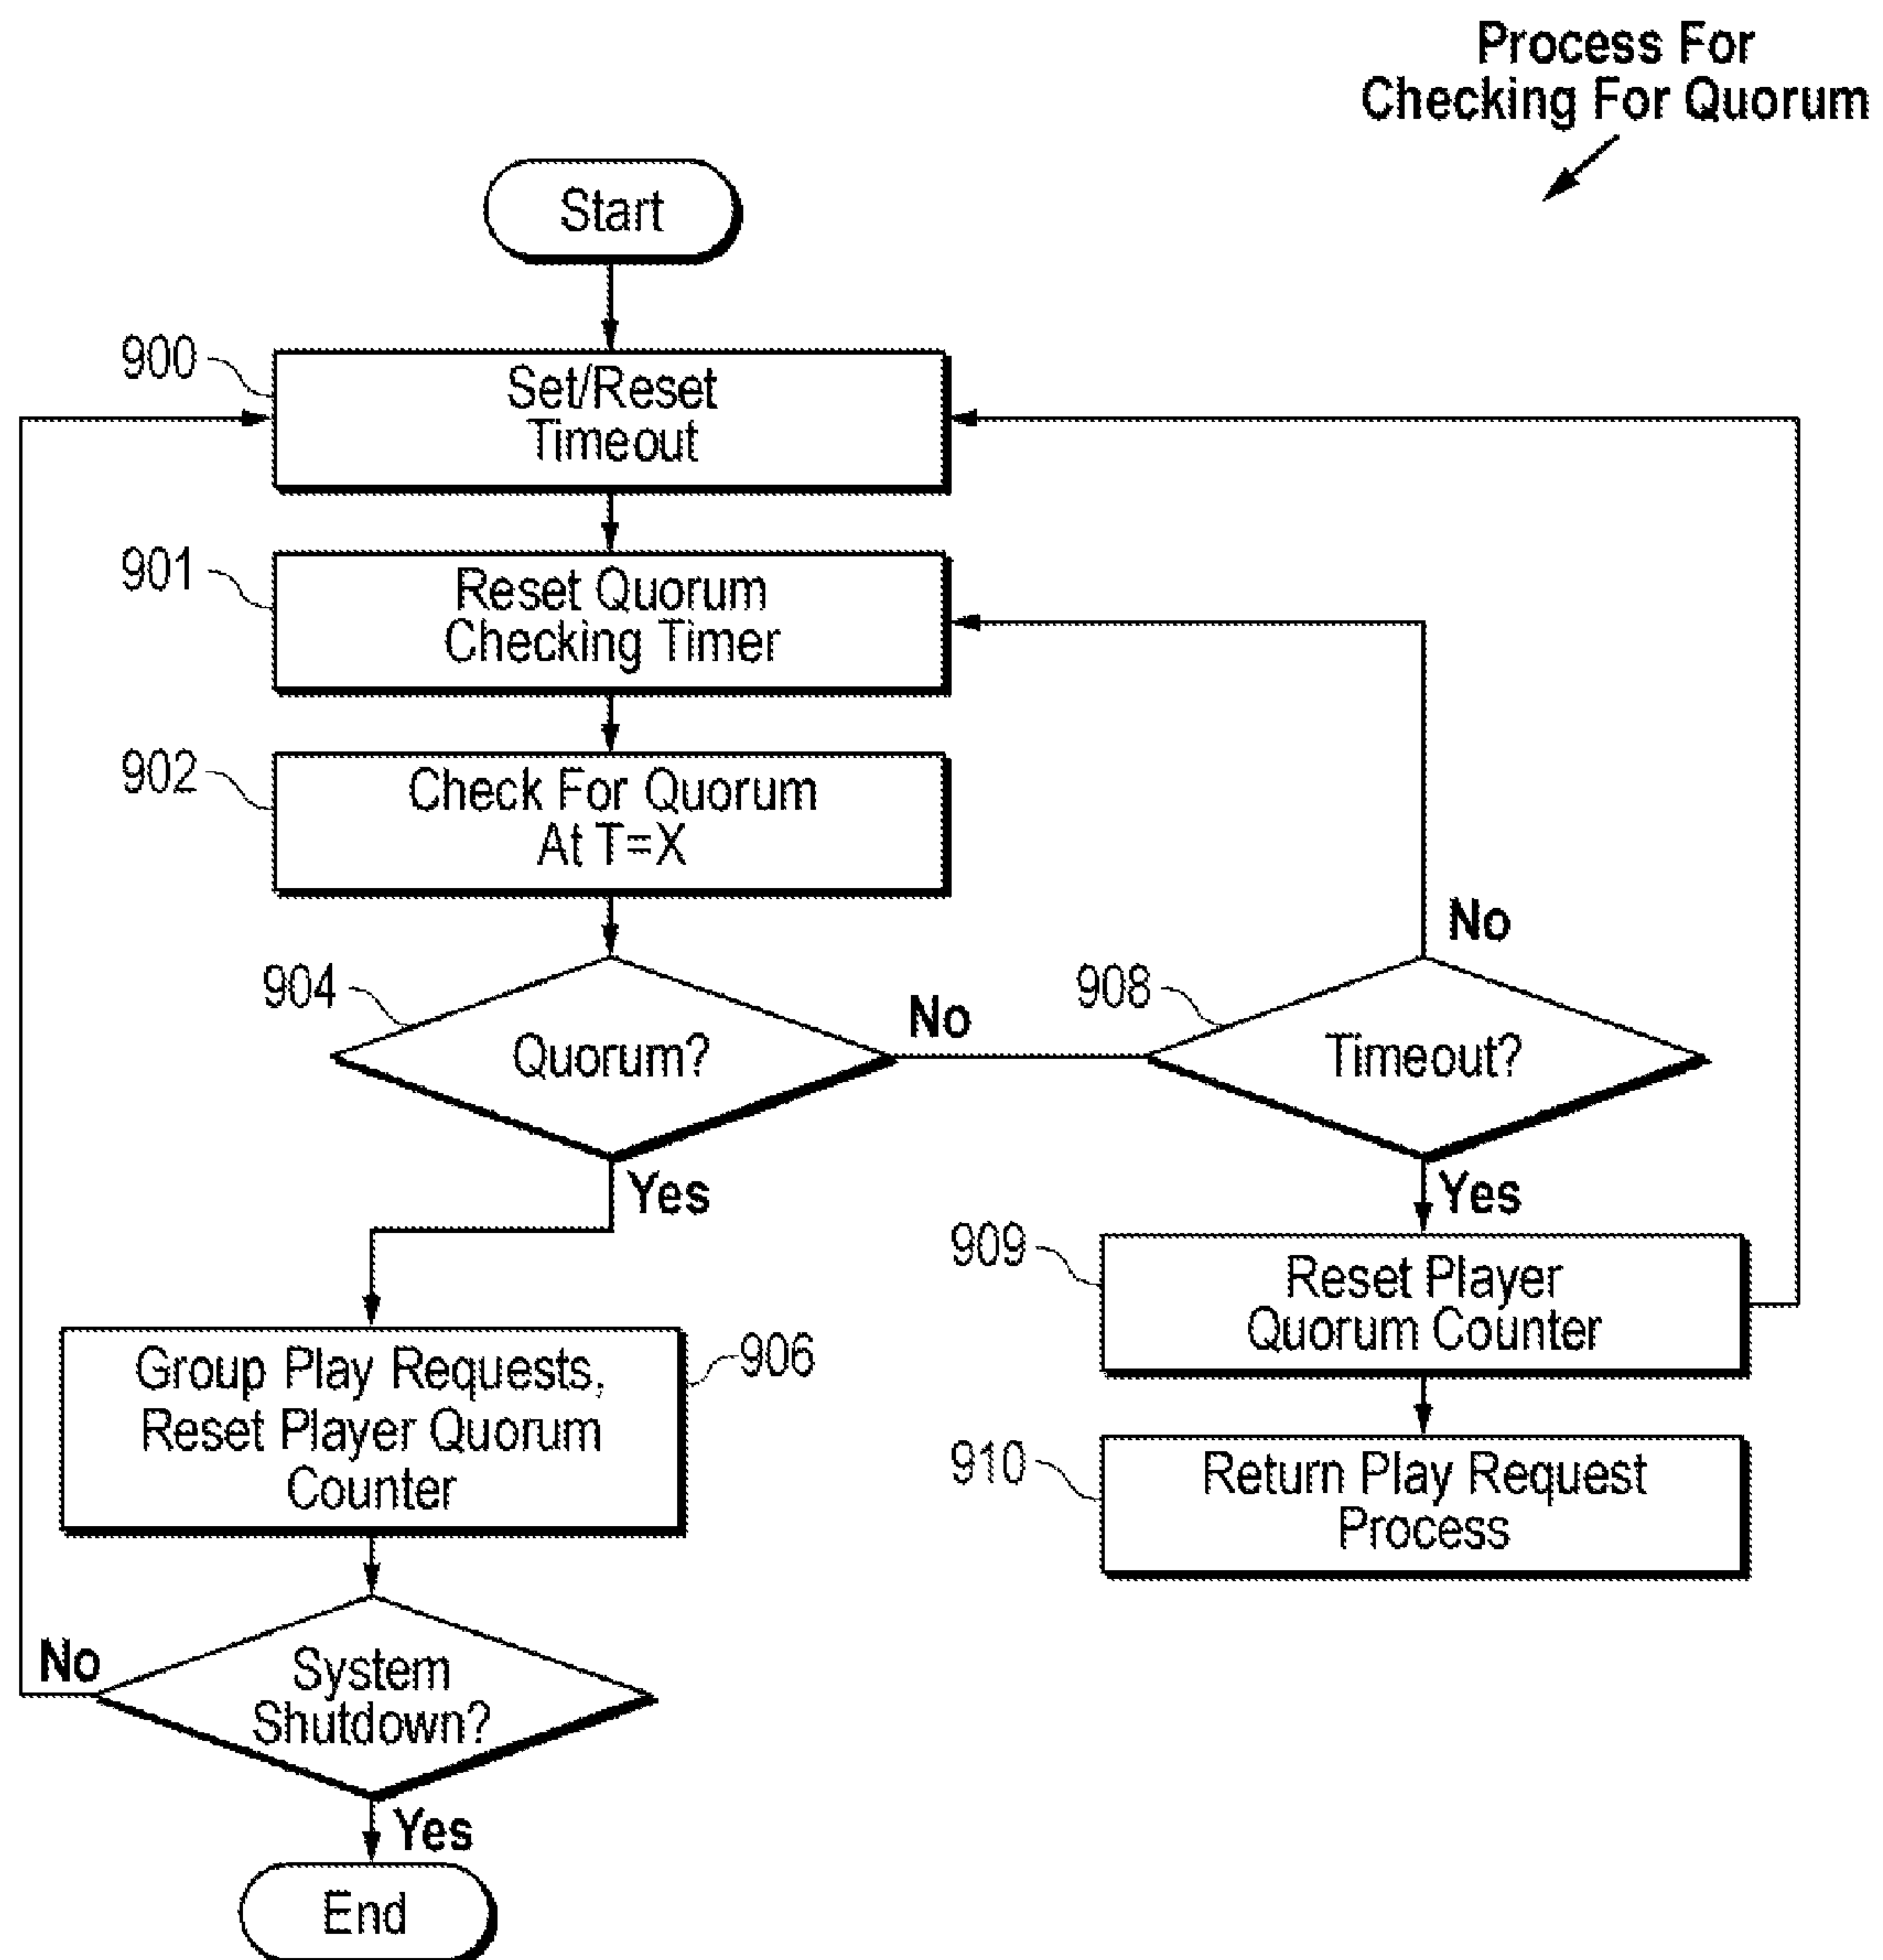 Process For
Checking For Quorum
Start
900
Set/Reset
Timeout
901
Reset Quorum
Checking Timer
902
Check For Quorum
At T=X
904
Quorum?
No
908
Timeout?
No
Yes
Yes
909
Reset Player
Quorum Counter
906
Group Play Requests,
Reset Player Quorum
Counter
910
Return Play Request
Process
No
System
Shutdown?
Yes
End